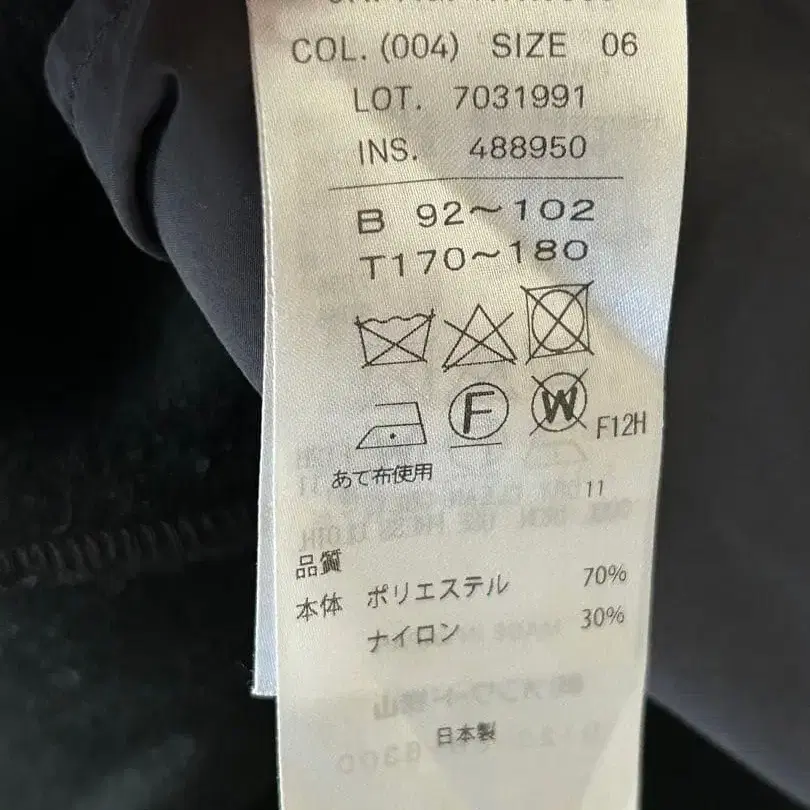 COL. (004) SIZE 06
LOT. 7031991
INS. 488950
B 92〜102
T170〜180
F W F12H
あて布使用
11
品質
本体 ポリエステル 70%
ナイロン 30%
日本製